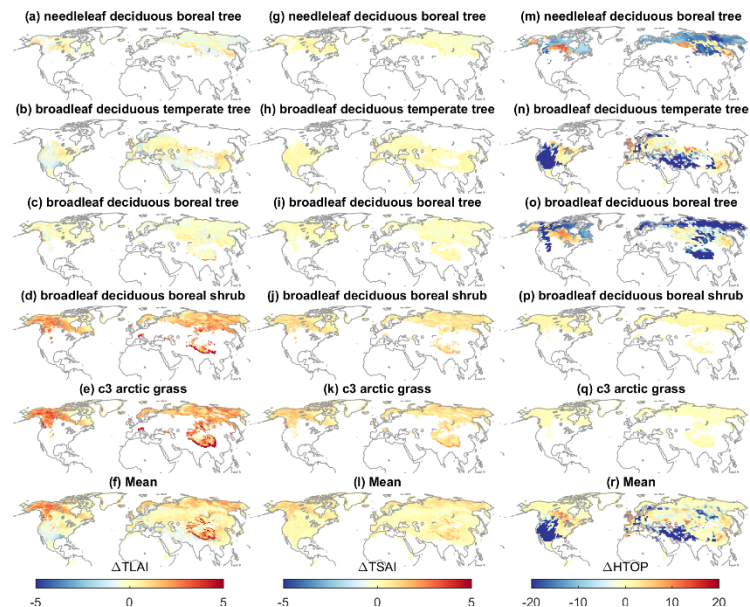 (a) needleleaf deciduous boreal tree
(g) needleleaf deciduous boreal tree
(m) needleleaf deciduous boreal tree
(b) broadleaf deciduous temperate tree
(h) broadleaf deciduous temperate tree
(n) broadleaf deciduous temperate tree
(c) broadleaf deciduous boreal tree
(i) broadleaf deciduous boreal tree
(o) broadleaf deciduous boreal tree
(d) broadleaf deciduous boreal shrub
(j) broadleaf deciduous boreal shrub
(p) broadleaf deciduous boreal shrub
(e) c3 arctic grass
(k) c3 arctic grass
(q) c3 arctic grass
(f) Mean
(l) Mean
(r) Mean
ΔTLAI
ΔTSAI
ΔHTOP
-5 0 5
-5 0 5
-20 -10 0 10 20